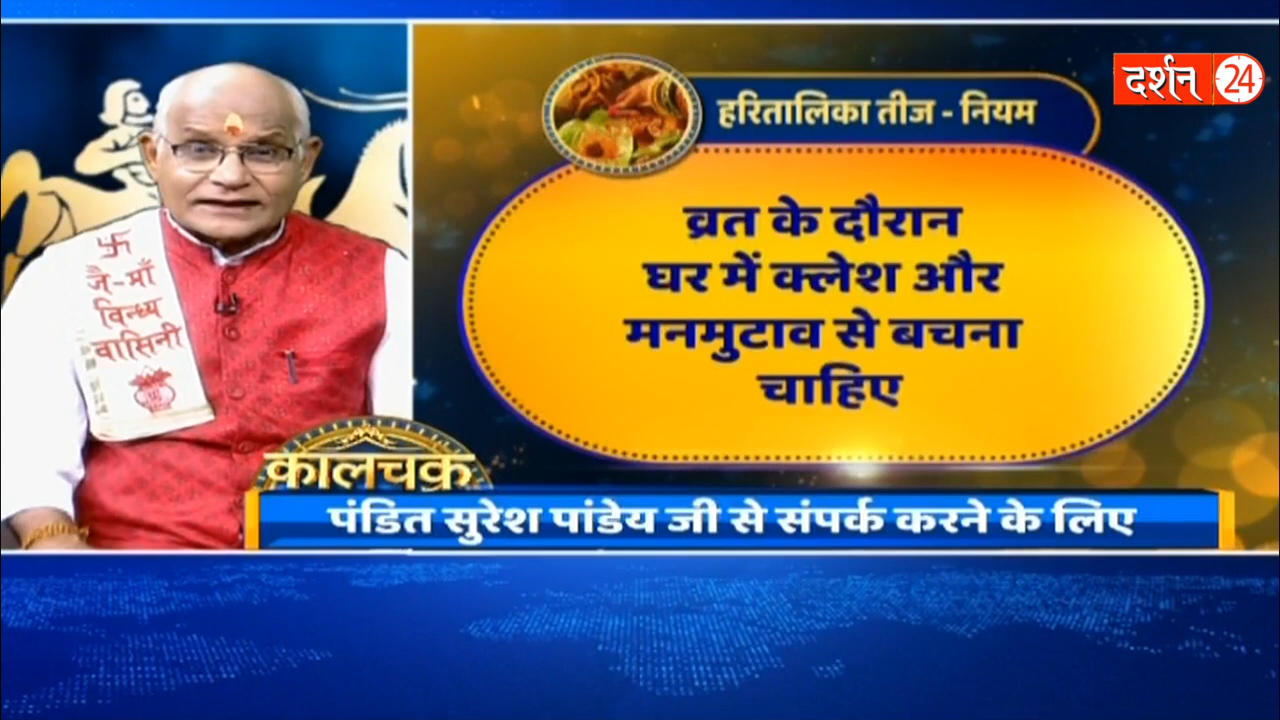 दर्शन 24
हरितालिका तीज - नियम
व्रत के दौरान
घर में क्लेश और
मनमुटाव से बचना
चाहिए
जै-माँ
विन्ध्य
वासिनी
कालचक्र
पंडित सुरेश पांडेय जी से संपर्क करने के लिए